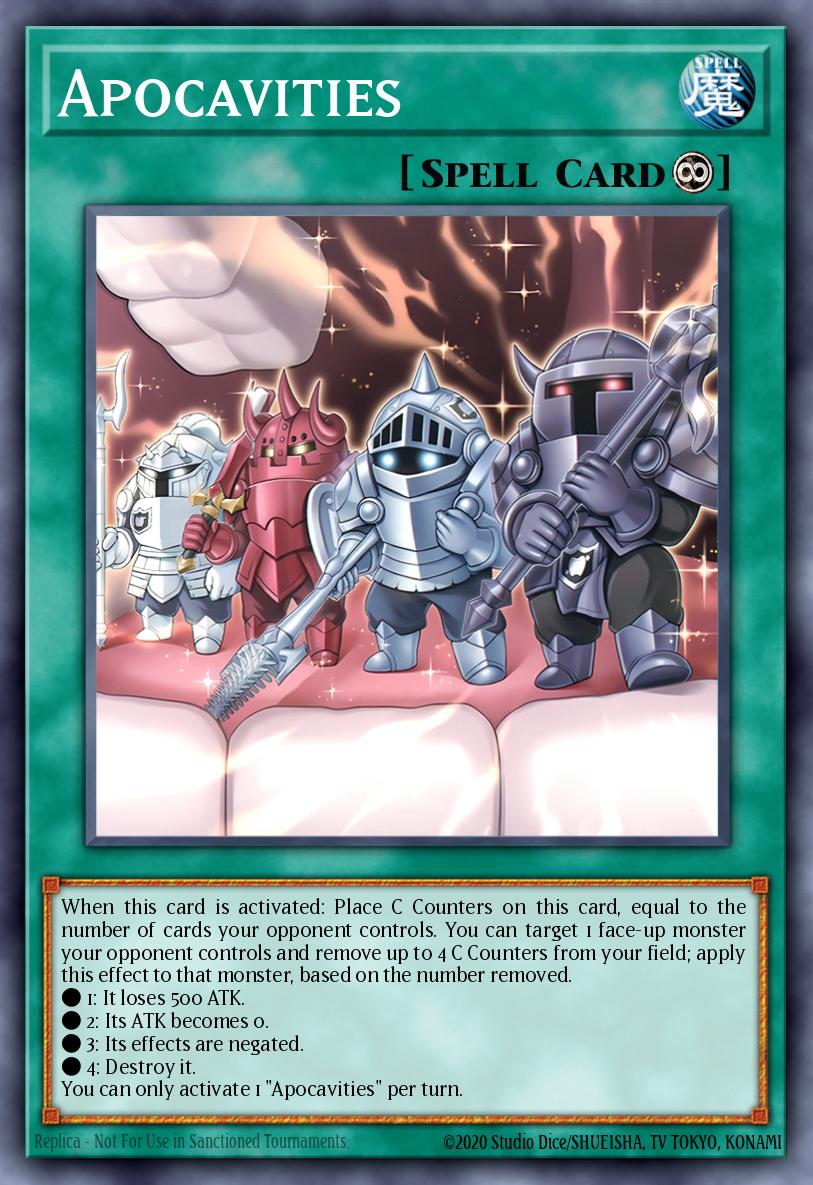 Apocavities
SPELL
魔
[Spell Card]
When this card is activated: Place C Counters on this card, equal to the
number of cards your opponent controls. You can target 1 face-up monster
your opponent controls and remove up to 4 C Counters from your field; apply
this effect to that monster, based on the number removed.
● 1: It loses 500 ATK.
● 2: Its ATK becomes 0.
● 3: Its effects are negated.
● 4: Destroy it.
You can only activate 1 "Apocavities" per turn.
Replica - Not For Use in Sanctioned Tournaments.
©2020 Studio Dice/SHUEISHA, TV TOKYO, KONAMI